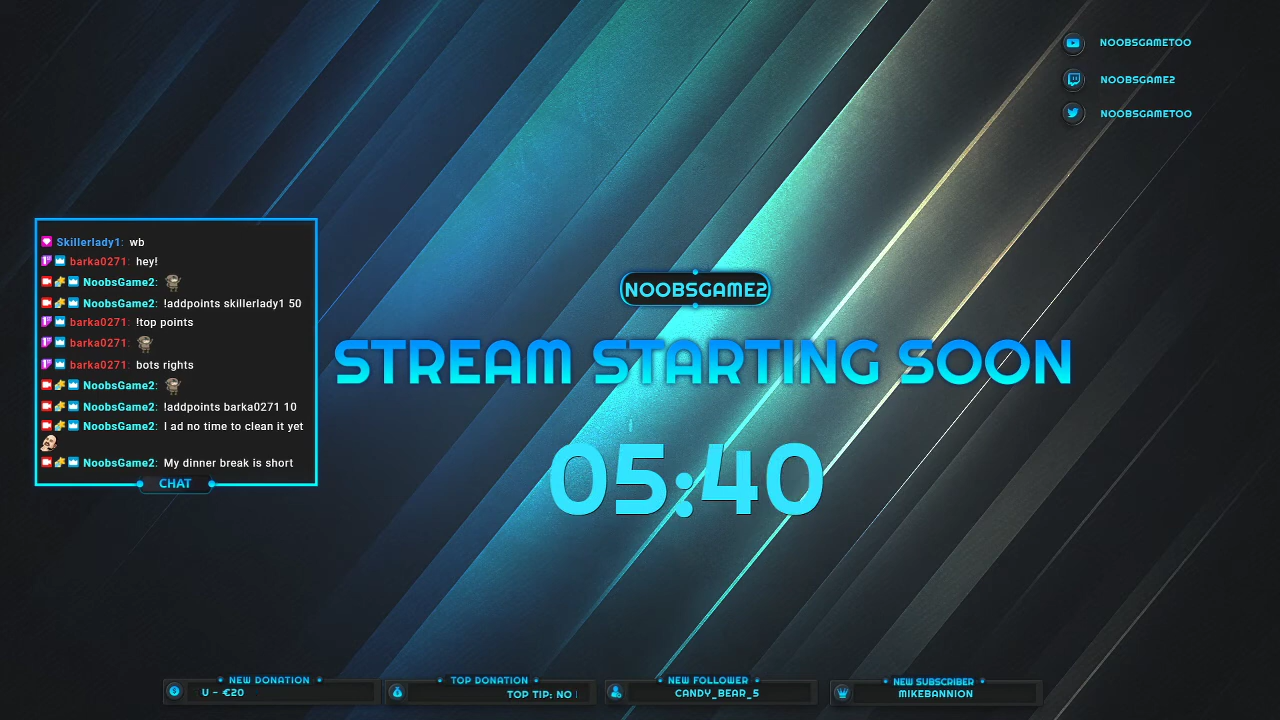 NOOBSGAMETOO
NOOBSGAME2
NOOBSGAMETOO
Skillerlady1: wb
barka0271: hey!
NoobsGame2:
NoobsGame2: !addpoints skillerlady1 50
barka0271: !top points
barka0271:
barka0271: bots rights
NoobsGame2:
NoobsGame2: !addpoints barka0271 10
NoobsGame2: I ad no time to clean it yet
NoobsGame2: My dinner break is short
CHAT
NOOBSGAME2
STREAM STARTING SOON
05:40
NEW DONATION
U - €20
TOP DONATION
TOP TIP: NO
NEW FOLLOWER
CANDY_BEAR_5
NEW SUBSCRIBER
MIKEBANNION